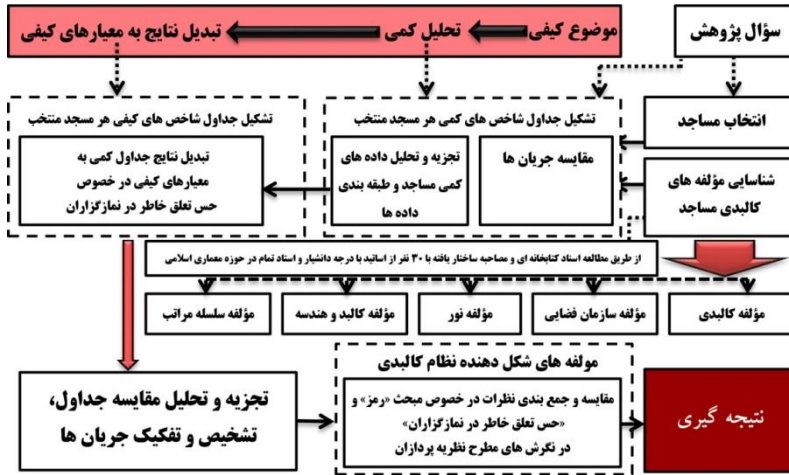 سؤال پژوهش
موضوع کیفی
تحلیل کمی
تبدیل نتایج به معیارهای کیفی
انتخاب مساجد
شناسایی مؤلفه های
کالبدی مساجد
تشکیل جداول شاخص های کمی هر مسجد منتخب
مقایسه جریان ها
تجزیه و تحلیل داده های
کمی مساجد و طبقه بندی
داده ها
تشکیل جداول شاخص های کیفی هر مسجد منتخب
تبدیل نتایج جداول کمی به
معیارهای کیفی در خصوص
حس تعلق خاطر در نمازگزاران
از طریق مطالعه اسناد کتابخانه ای و مصاحبه ساختار یافته با ۳۰ نفر از اساتید با درجه دانشیار و استاد تمام در حوزه معماری اسلامی
مؤلفه کالبدی
مؤلفه سازمان فضایی
مؤلفه نور
مؤلفه کالبد و هندسه
مؤلفه سلسله مراتب
تجزیه و تحلیل مقایسه جداول،
تشخیص و تفکیک جریان ها
مولفه های شکل دهنده نظام کالبدی
مقایسه و جمع بندی نظرات در خصوص مبحث «رمز» و
«حس تعلق خاطر در نمازگزاران»
در نگرش های مطرح نظریه پردازان
نتیجه گیری